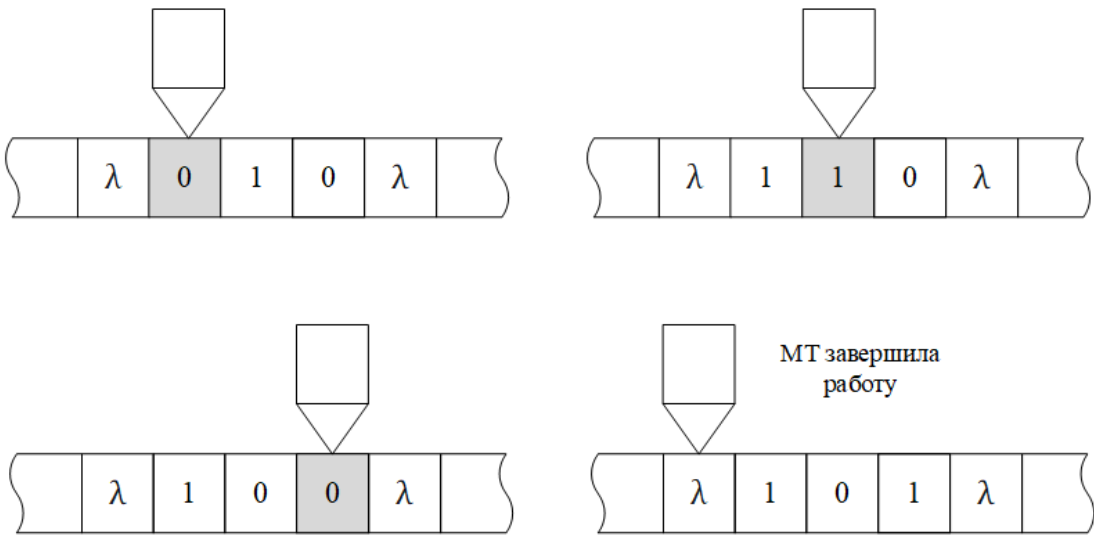 λ 0 1 0 λ
λ 1 1 0 λ
λ 1 0 0 λ
МТ завершила
работу
λ 1 0 1 λ